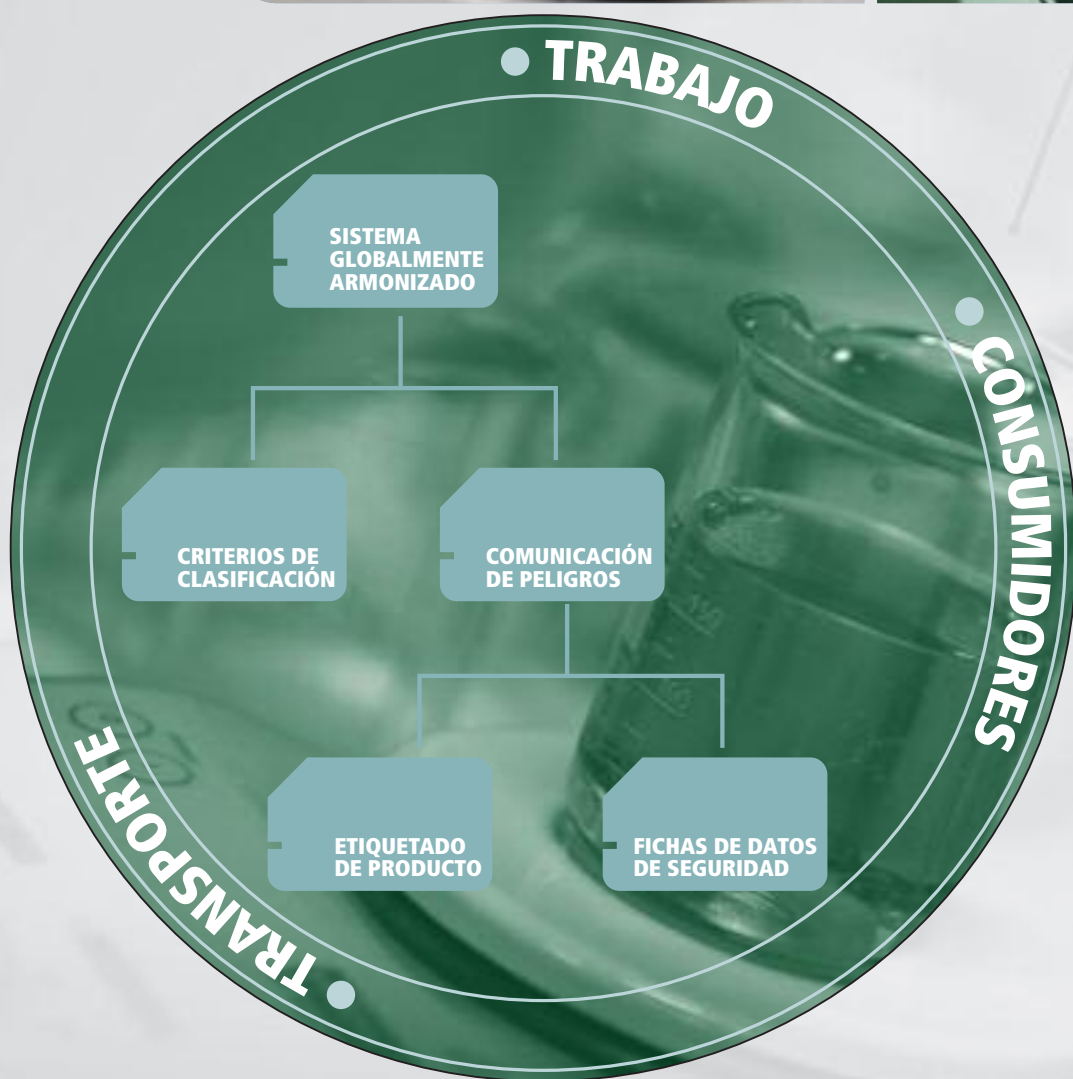 TRABAJO
SISTEMA
GLOBALMENTE
ARMONIZADO
CONSUMIDORES
CRITERIOS DE
CLASIFICACIÓN
COMUNICACIÓN
DE PELIGROS
TRANSPORTE
ETIQUETADO
DE PRODUCTO
FICHAS DE DATOS
DE SEGURIDAD